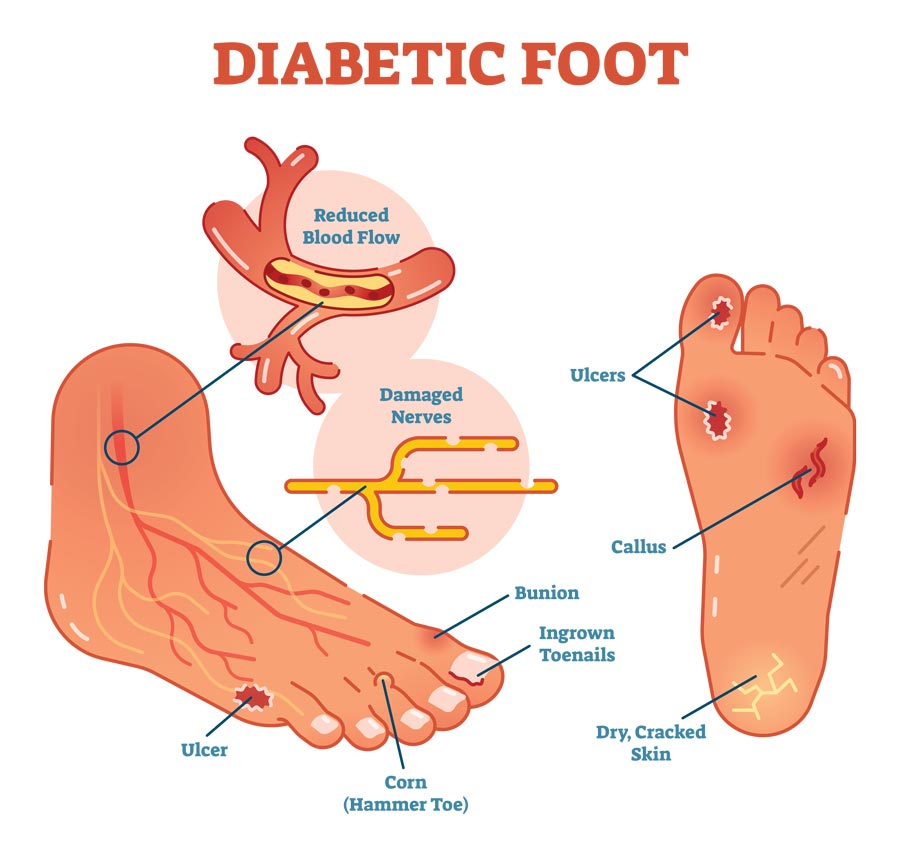 DIABETIC FOOT
Reduced
Blood Flow
Damaged
Nerves
Ulcers
Callus
Bunion
Ingrown
Toenails
Dry, Cracked
Skin
Ulcer
Corn
(Hammer Toe)